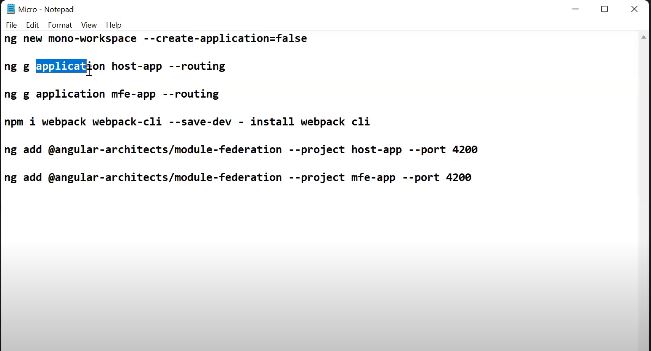 Micro - Notepad
File Edit Format View Help
ng new mono-workspace --create-application=false
ng g application host-app --routing
ng g application mfe-app --routing
npm i webpack webpack-cli --save-dev - install webpack cli
ng add @angular-architects/module-federation --project host-app --port 4200
ng add @angular-architects/module-federation --project mfe-app --port 4200